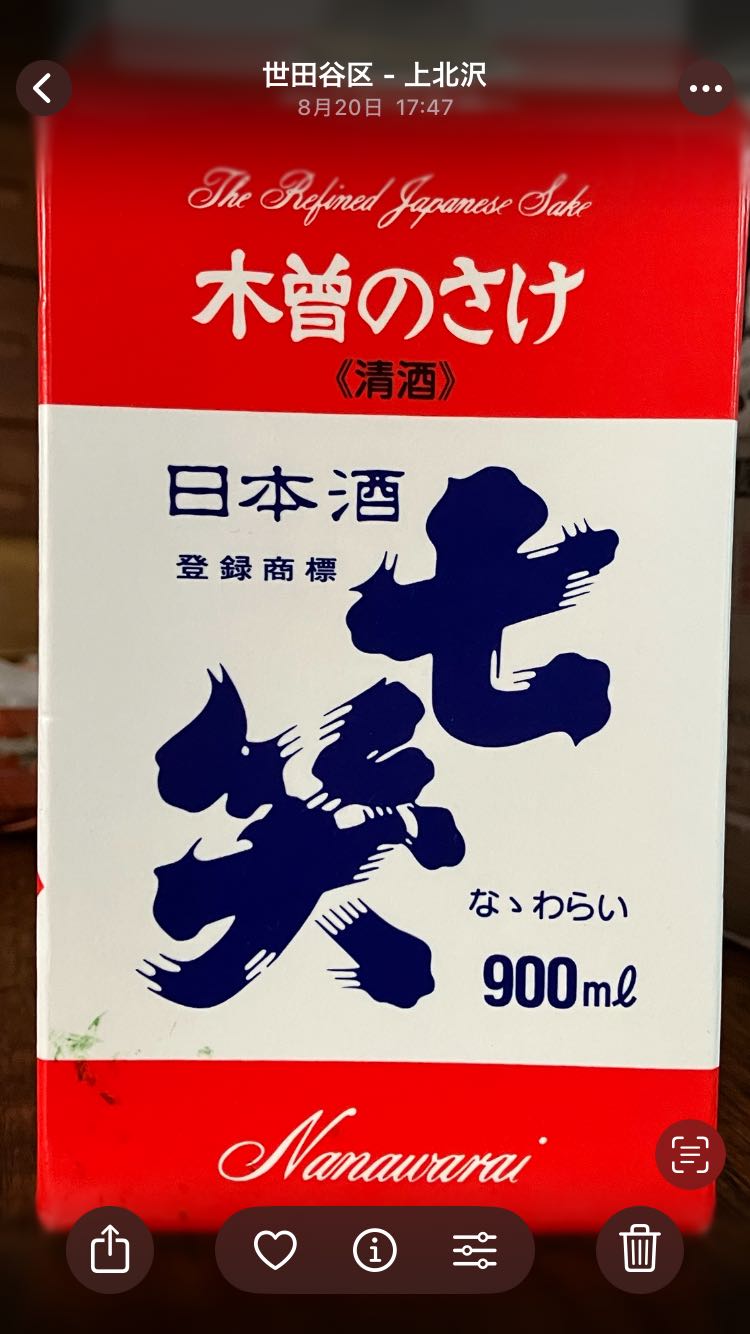 世田谷区 - 上北沢
8月20日 17:47
The Refined Japanese Sake
木曽のさけ
《清酒》
日本酒
登録商標
七笑
なゝわらい
900ml
Nanawarai